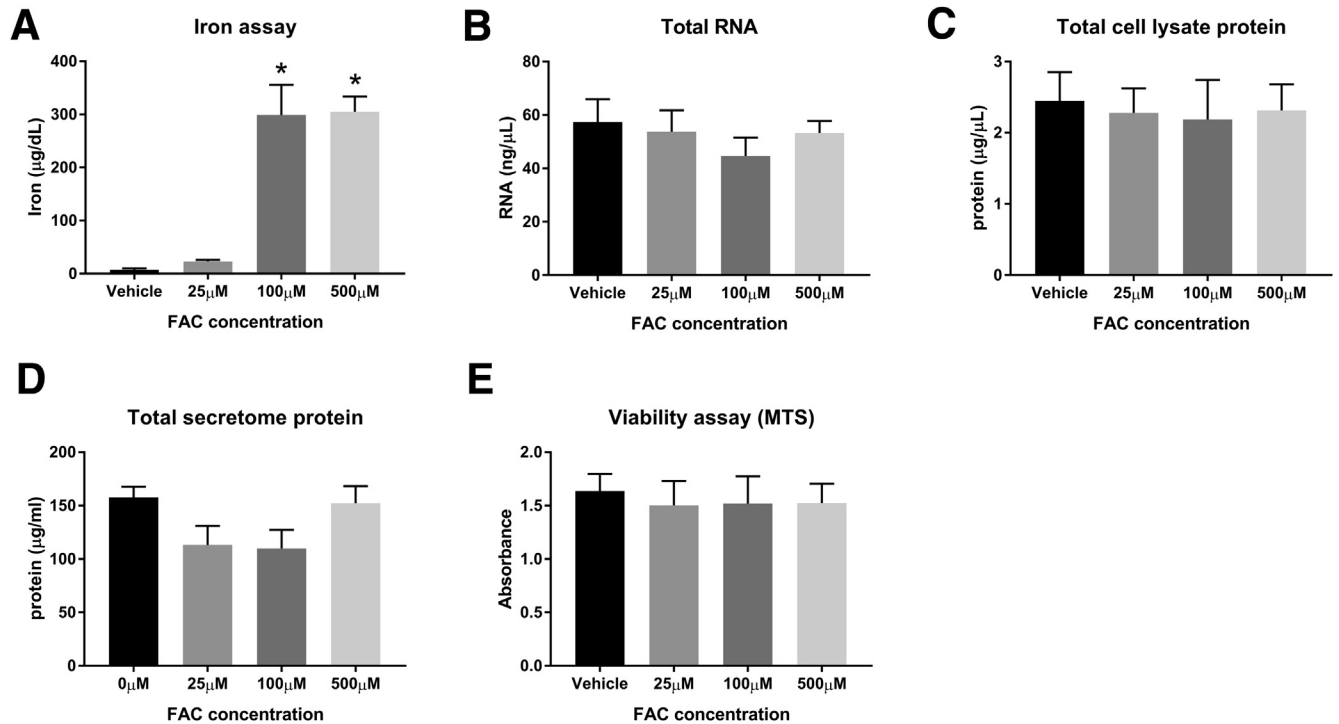 A
Iron assay
Iron (μg/dL)
400
300
200
100
0
* *
Vehicle 25μM 100μM 500μM
FAC concentration
B
Total RNA
RNA (ng/μL)
80
60
40
20
0
Vehicle 25μM 100μM 500μM
FAC concentration
C
Total cell lysate protein
protein (μg/μL)
3
2
1
0
Vehicle 25μM 100μM 500μM
FAC concentration
D
Total secretome protein
protein (μg/ml)
200
150
100
50
0
0μM 25μM 100μM 500μM
FAC concentration
E
Viability assay (MTS)
Absorbance
2.0
1.5
1.0
0.5
0.0
Vehicle 25μM 100μM 500μM
FAC concentration